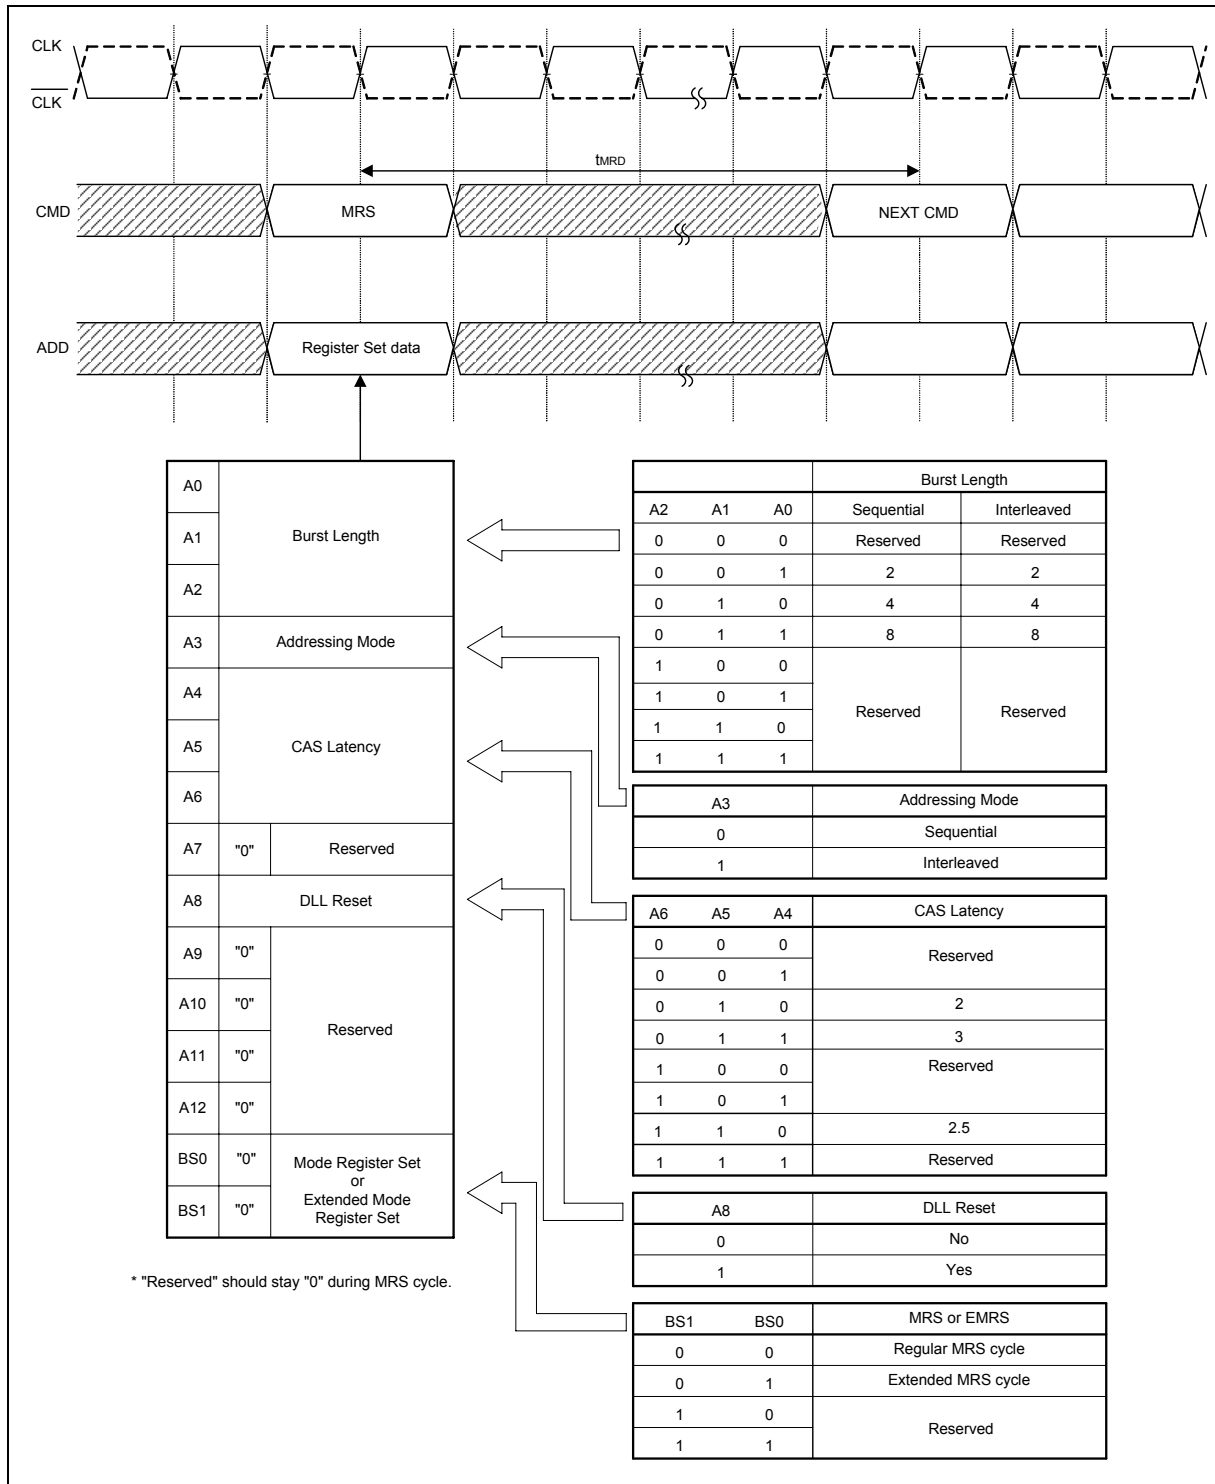 CLK
CLK
tMRD
CMD
MRS
NEXT CMD
ADD
Register Set data
A0
A1
A2
Burst Length
A3 Addressing Mode
A4
A5
A6
CAS Latency
A7 "0" Reserved
A8 DLL Reset
A9 "0"
A10 "0"
A11 "0"
A12 "0"
Reserved
BS0 "0"
BS1 "0"
Mode Register Set
or
Extended Mode
Register Set
* "Reserved" should stay "0" during MRS cycle.
Burst Length
A2 A1 A0 Sequential Interleaved
0 0 0 Reserved Reserved
0 0 1 2 2
0 1 0 4 4
0 1 1 8 8
1 0 0
1 0 1
Reserved Reserved
1 1 0
1 1 1
A3 Addressing Mode
0 Sequential
1 Interleaved
A6 A5 A4 CAS Latency
0 0 0
Reserved
0 0 1
0 1 0 2
0 1 1 3
1 0 0 Reserved
1 0 1
1 1 0 2.5
1 1 1 Reserved
A8 DLL Reset
0 No
1 Yes
BS1 BS0 MRS or EMRS
0 0 Regular MRS cycle
0 1 Extended MRS cycle
1 0
Reserved
1 1